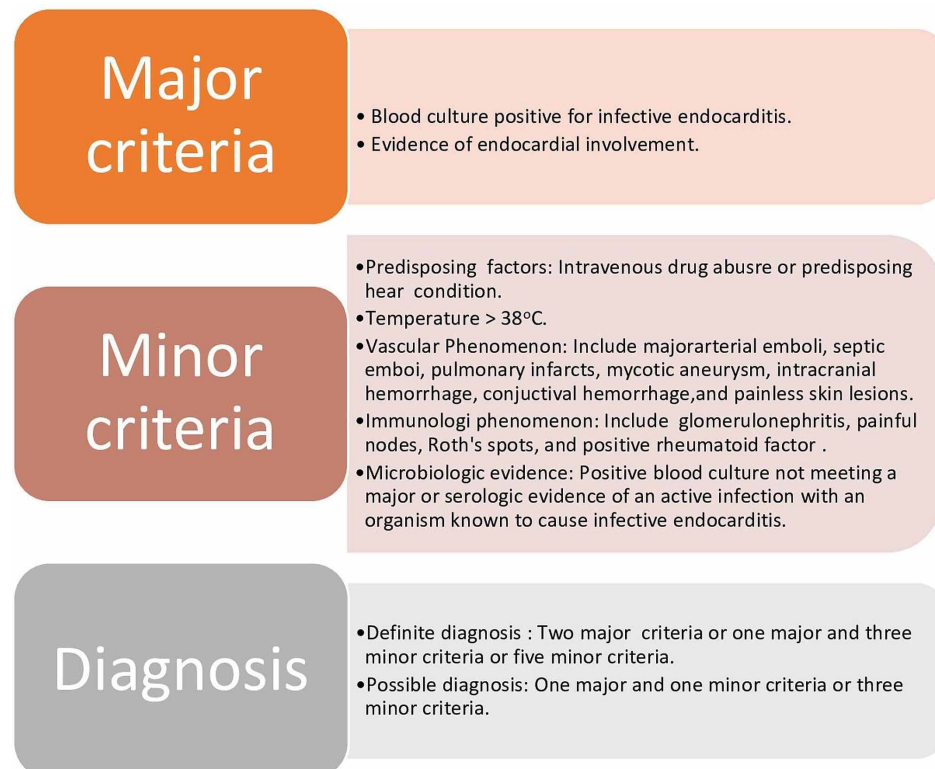 Major
criteria
• Blood culture positive for infective endocarditis.
• Evidence of endocardial involvement.
Minor
criteria
•Predisposing factors: Intravenous drug abusre or predisposing
hear condition.
•Temperature > 38°C.
•Vascular Phenomenon: Include majorarterial emboli, septic
emboi, pulmonary infarcts, mycotic aneurysm, intracranial
hemorrhage, conjuctival hemorrhage,and painless skin lesions.
•Immunologi phenomenon: Include glomerulonephritis, painful
nodes, Roth's spots, and positive rheumatoid factor .
•Microbiologic evidence: Positive blood culture not meeting a
major or serologic evidence of an active infection with an
organism known to cause infective endocarditis.
Diagnosis
•Definite diagnosis : Two major criteria or one major and three
minor criteria or five minor criteria.
•Possible diagnosis: One major and one minor criteria or three
minor criteria.